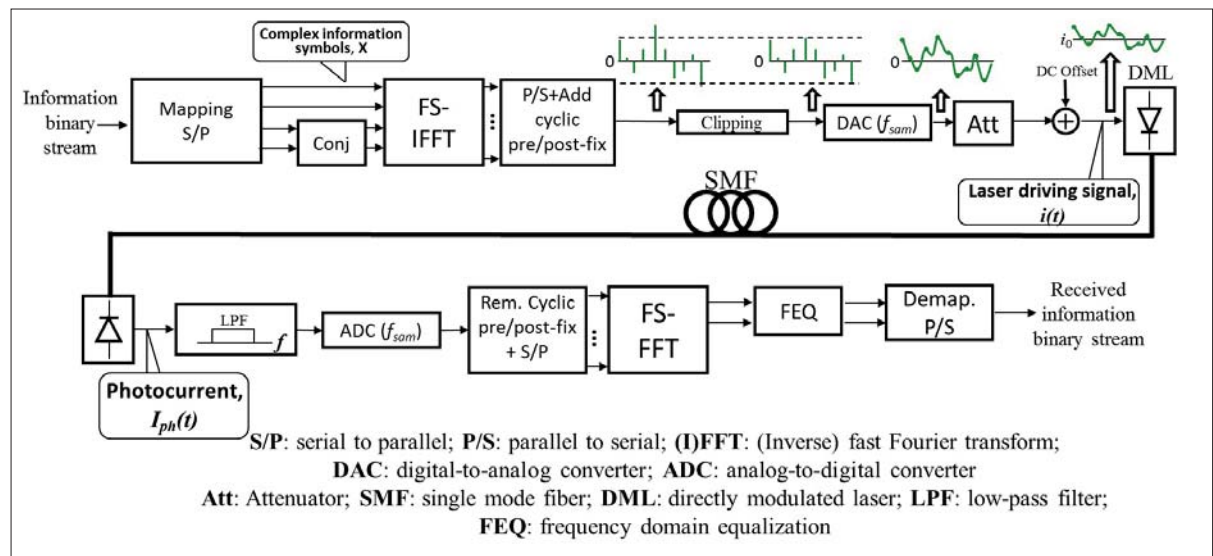 Complex information
symbols, X
Information
binary
stream
Mapping
S/P
Conj
FS-
IFFT
P/S+Add
cyclic
pre/post-fix
0
0
0
i₀
Clipping
DAC (f_sam)
Att
DC Offset
DML
Laser driving signal,
i(t)
SMF
Photocurrent,
I_ph(t)
LPF
f
ADC (f_sam)
Rem. Cyclic
pre/post-fix
+ S/P
FS-
FFT
FEQ
Demap.
P/S
Received
information
binary stream
S/P: serial to parallel; P/S: parallel to serial; (I)FFT: (Inverse) fast Fourier transform;
DAC: digital-to-analog converter; ADC: analog-to-digital converter
Att: Attenuator; SMF: single mode fiber; DML: directly modulated laser; LPF: low-pass filter;
FEQ: frequency domain equalization